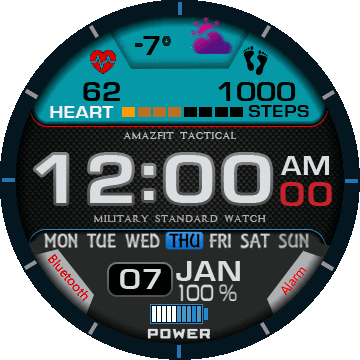 -7°
62 1000
HEART STEPS
AMAZFIT TACTICAL
12:00 AM 00
MILITARY STANDARD WATCH
MON TUE WED THU FRI SAT SUN
Bluetooth 07 JAN Alarm
100 %
POWER